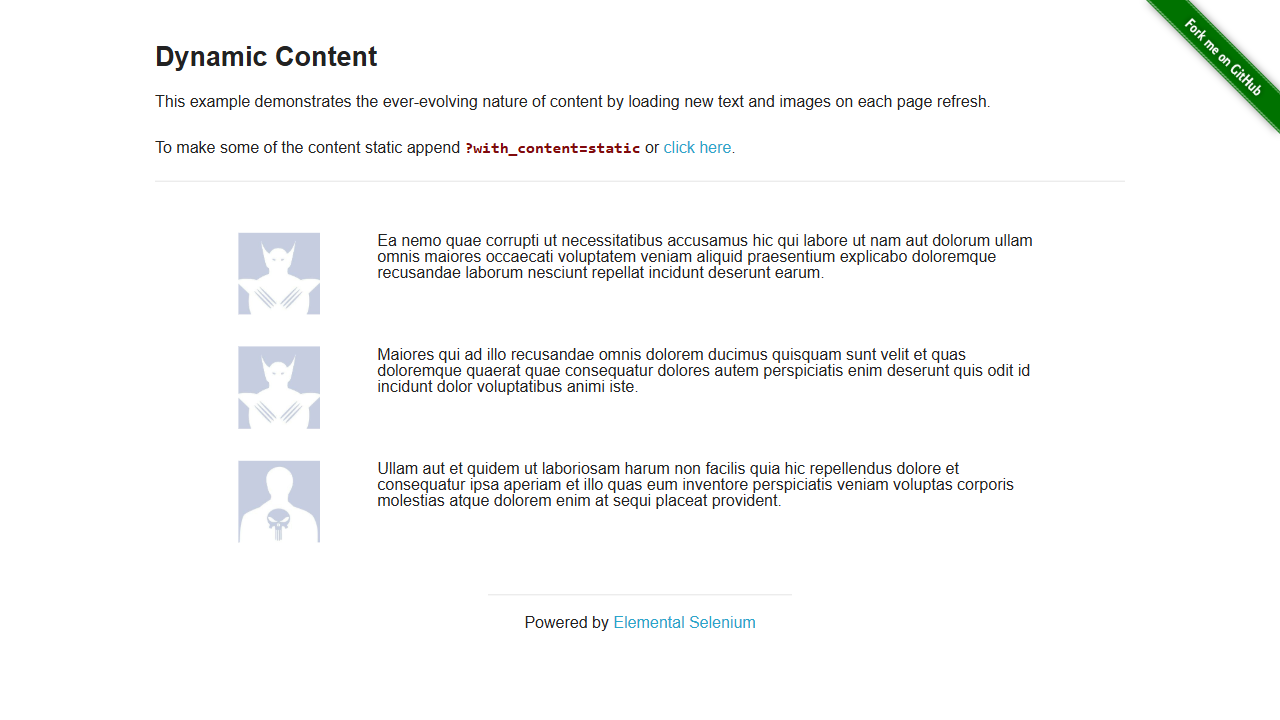 Fork me on GitHub
Dynamic Content
This example demonstrates the ever-evolving nature of content by loading new text and images on each page refresh.
To make some of the content static append ?with_content=static or click here.
Ea nemo quae corrupti ut necessitatibus accusamus hic qui labore ut nam aut dolorum ullam
omnis maiores occaecati voluptatem veniam aliquid praesentium explicabo doloremque
recusandae laborum nesciunt repellat incidunt deserunt earum.
Maiores qui ad illo recusandae omnis dolorem ducimus quisquam sunt velit et quas
doloremque quaerat quae consequatur dolores autem perspiciatis enim deserunt quis odit id
incidunt dolor voluptatibus animi iste.
Ullam aut et quidem ut laboriosam harum non facilis quia hic repellendus dolore et
consequatur ipsa aperiam et illo quas eum inventore perspiciatis veniam voluptas corporis
molestias atque dolorem enim at sequi placeat provident.
Powered by Elemental Selenium